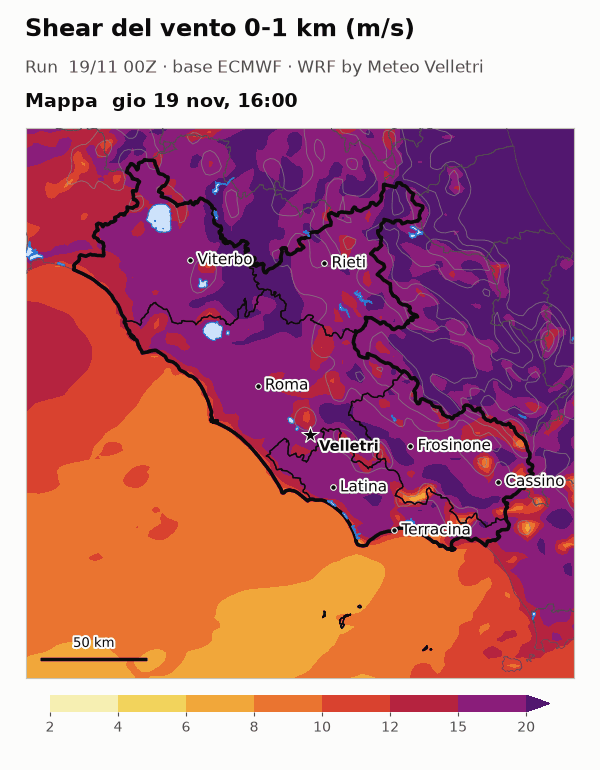 Shear del vento 0-1 km (m/s)
Run  19/11 00Z · base ECMWF · WRF by Meteo Velletri
Mappa  gio 19 nov, 16:00
Viterbo
Rieti
Roma
Velletri
Frosinone
Latina
Cassino
Terracina
50 km
2 4 6 8 10 12 15 20